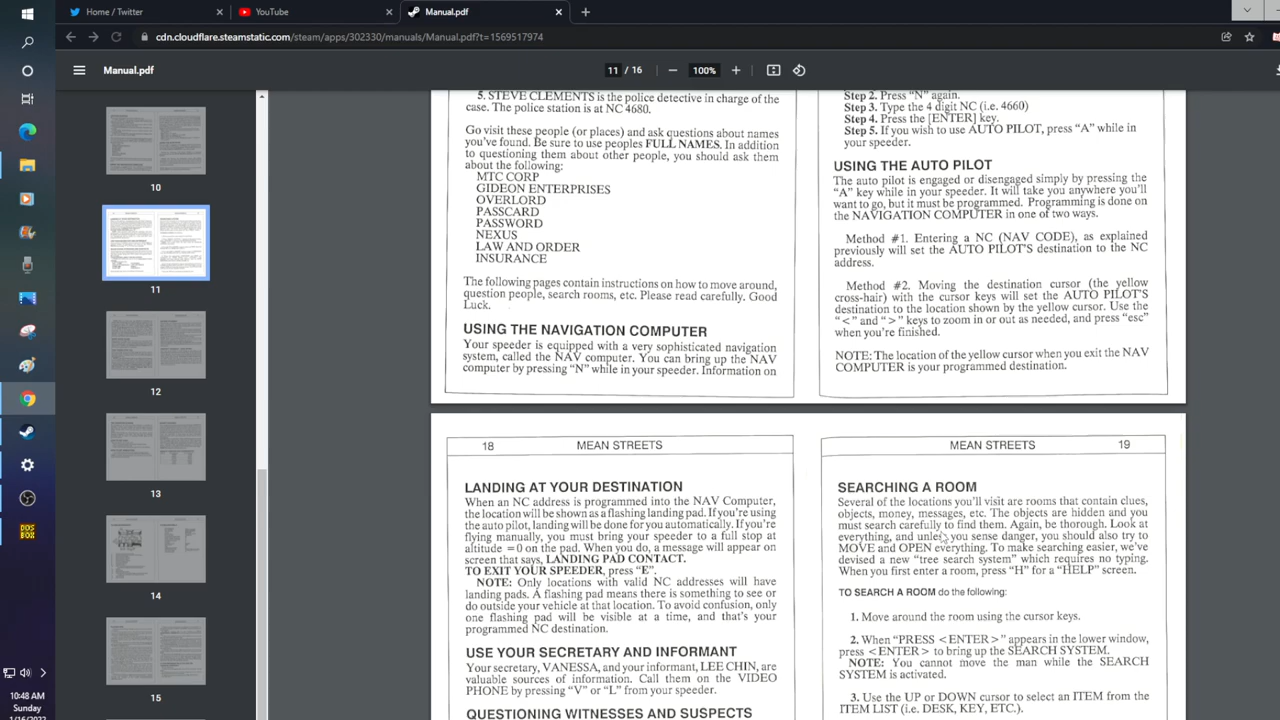 Home / Twitter
YouTube
Manual.pdf
cdn.cloudflare.steamstatic.com/steam/apps/302330/manuals/Manual.pdf?t=1569517974
Manual.pdf
11 / 16
100%
10
11
12
13
14
15
5. STEVE CLEMENTS is the police detective in charge of the
case. The police station is at NC 4680.
Go visit these people (or places) and ask questions about names
you've found. Be sure to use peoples FULL NAMES. In addition
to questioning them about other people, you should ask them
about the following:
MTC CORP
GIDEON ENTERPRISES
OVERLORD
PASSCARD
PASSWORD
NEXUS
LAW AND ORDER
INSURANCE
The following pages contain instructions on how to move around,
question people, search rooms, etc. Please read carefully. Good
Luck.
USING THE NAVIGATION COMPUTER
Your speeder is equipped with a very sophisticated navigation
system, called the NAV computer. You can bring up the NAV
computer by pressing "N" while in your speeder. Information on
Step 2. Press "N" again.
Step 3. Type the 4 digit NC (i.e. 4660)
Step 4. Press the [ENTER] key.
Step 5. If you wish to use AUTO PILOT, press "A" while in
your speeder.
USING THE AUTO PILOT
The auto pilot is engaged or disengaged simply by pressing the
"A" key while in your speeder. It will take you anywhere you'll
want to go, but it must be programmed. Programming is done on
the NAVIGATION COMPUTER in one of two ways.
Method #1. Entering a NC (NAV CODE), as explained
previously will set the AUTO PILOT'S destination to the NC
address.
Method #2. Moving the destination cursor (the yellow
cross-hair) with the cursor keys will set the AUTO PILOT'S
destination to the location shown by the yellow cursor. Use the
"<" and ">" keys to zoom in or out as needed, and press "esc"
when you're finished.
NOTE: The location of the yellow cursor when you exit the NAV
COMPUTER is your programmed destination.
18 MEAN STREETS
LANDING AT YOUR DESTINATION
When an NC address is programmed into the NAV Computer,
the location will be shown as a flashing landing pad. If you're using
the auto pilot, landing will be done for you automatically. If you're
flying manually, you must bring your speeder to a full stop at
altitude =0 on the pad. When you do, a message will appear on
screen that says, LANDING PAD CONTACT.
TO EXIT YOUR SPEEDER, press "E".
NOTE: Only locations with valid NC addresses will have
landing pads. A flashing pad means there is something to see or
do outside your vehicle at that location. To avoid confusion, only
one flashing pad will be visible at a time, and that's your
programmed NC destination.
USE YOUR SECRETARY AND INFORMANT
Your secretary, VANESSA, and your informant, LEE CHIN, are
valuable sources of information. Call them on the VIDEO
PHONE by pressing "V" or "L" from your speeder.
QUESTIONING WITNESSES AND SUSPECTS
MEAN STREETS 19
SEARCHING A ROOM
Several of the locations you'll visit are rooms that contain clues,
objects, money, messages, etc. The objects are hidden and you
must search carefully to find them. Again, be thorough. Look at
everything, and unless you sense danger, you should also try to
MOVE and OPEN everything. To make searching easier, we've
devised a new "tree search system" which requires no typing.
When you first enter a room, press "H" for a "HELP" screen.
TO SEARCH A ROOM do the following:
1. Move around the room using the cursor keys.
2. When "PRESS <ENTER>" appears in the lower window,
press <ENTER> to bring up the SEARCH SYSTEM.
NOTE: You cannot move the man while the SEARCH
SYSTEM is activated.
3. Use the UP or DOWN cursor to select an ITEM from the
ITEM LIST (i.e. DESK, KEY, ETC.).
10:48 AM
Sunday
1/16/2022